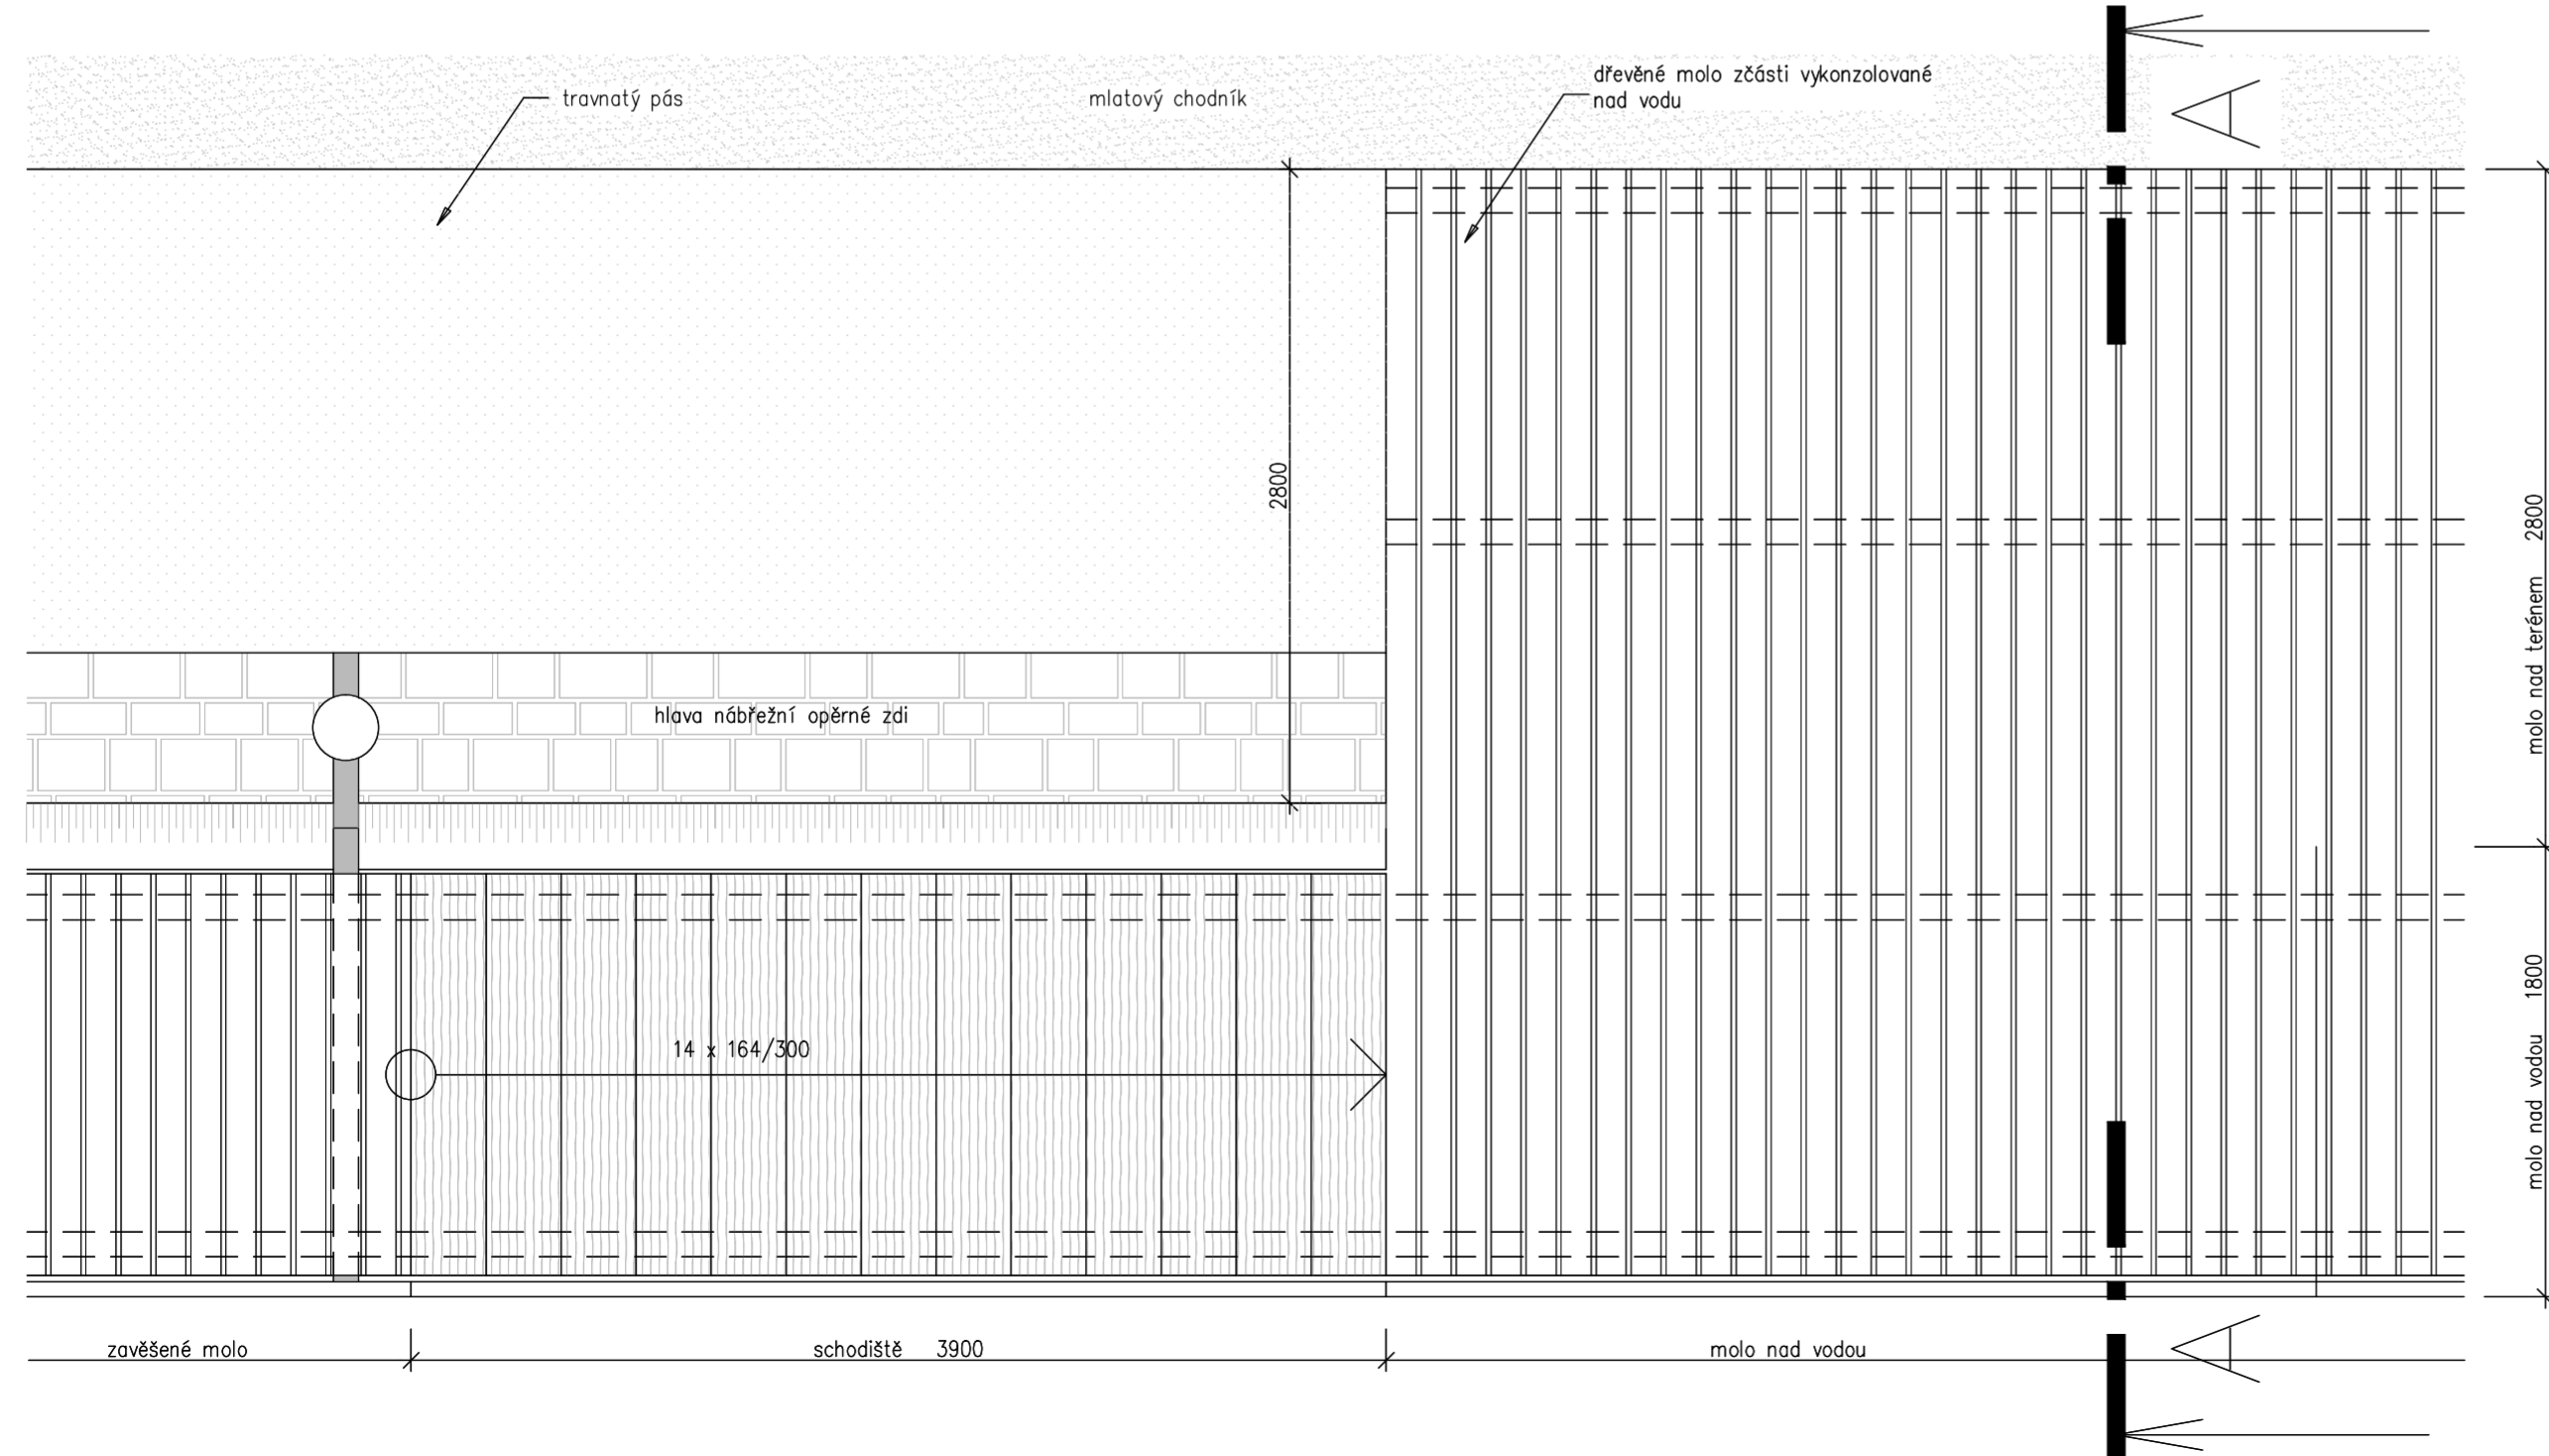 travnatý pás
mlatový chodník
dřevěné molo zčásti vykonzolované
nad vodu
A
2800
molo nad terénem 2800
hlava nábřežní opěrné zdi
14 x 164/300
molo nad vodou 1800
zavěšené molo
schodiště 3900
molo nad vodou
A